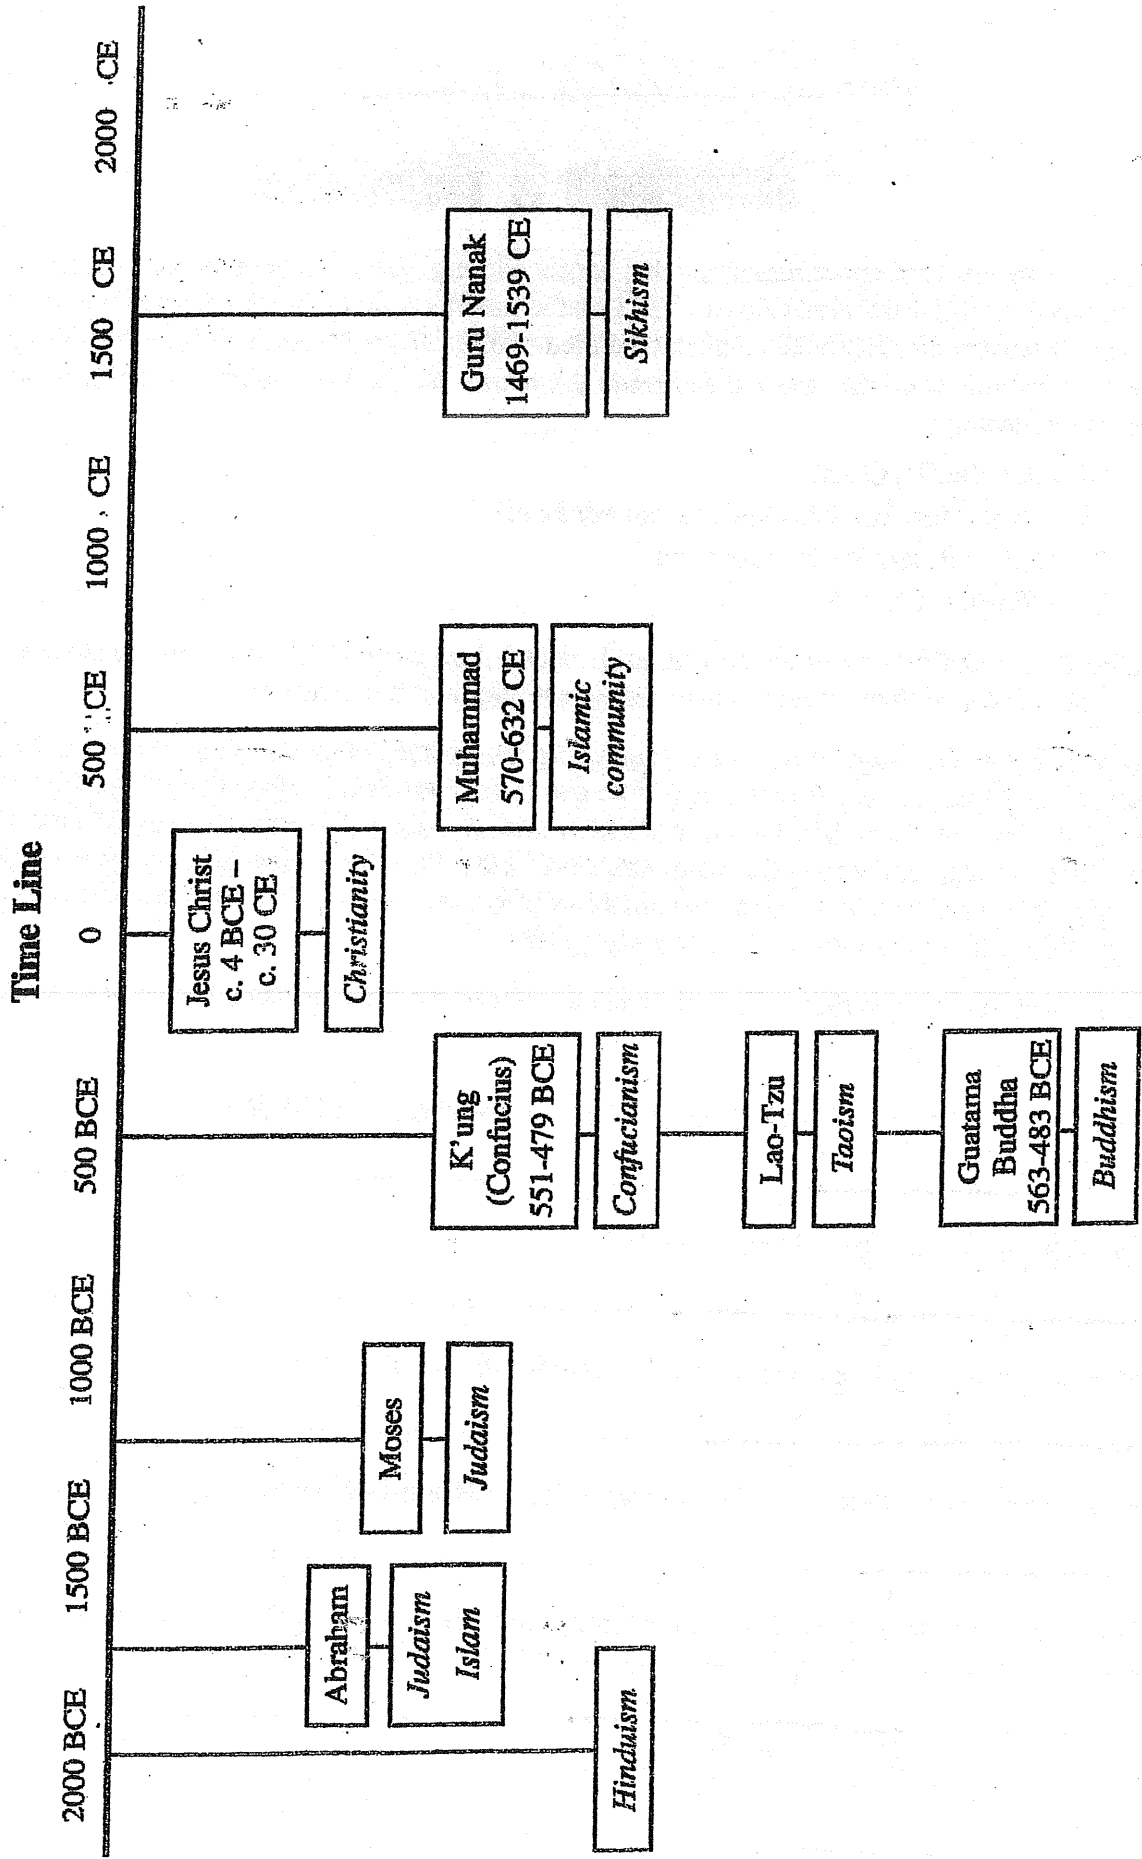 Time Line
2000 BCE
1500 BCE
1000 BCE
500 BCE
0
500 CE
1000 CE
1500 CE
2000 CE
Hinduism
Abraham
Judaism
Islam
Moses
Judaism
K'ung
(Confucius)
551-479 BCE
Confucianism
Lao-Tzu
Taoism
Guatama
Buddha
563-483 BCE
Buddhism
Jesus Christ
c. 4 BCE –
c. 30 CE
Christianity
Muhammad
570-632 CE
Islamic
community
Guru Nanak
1469-1539 CE
Sikhism